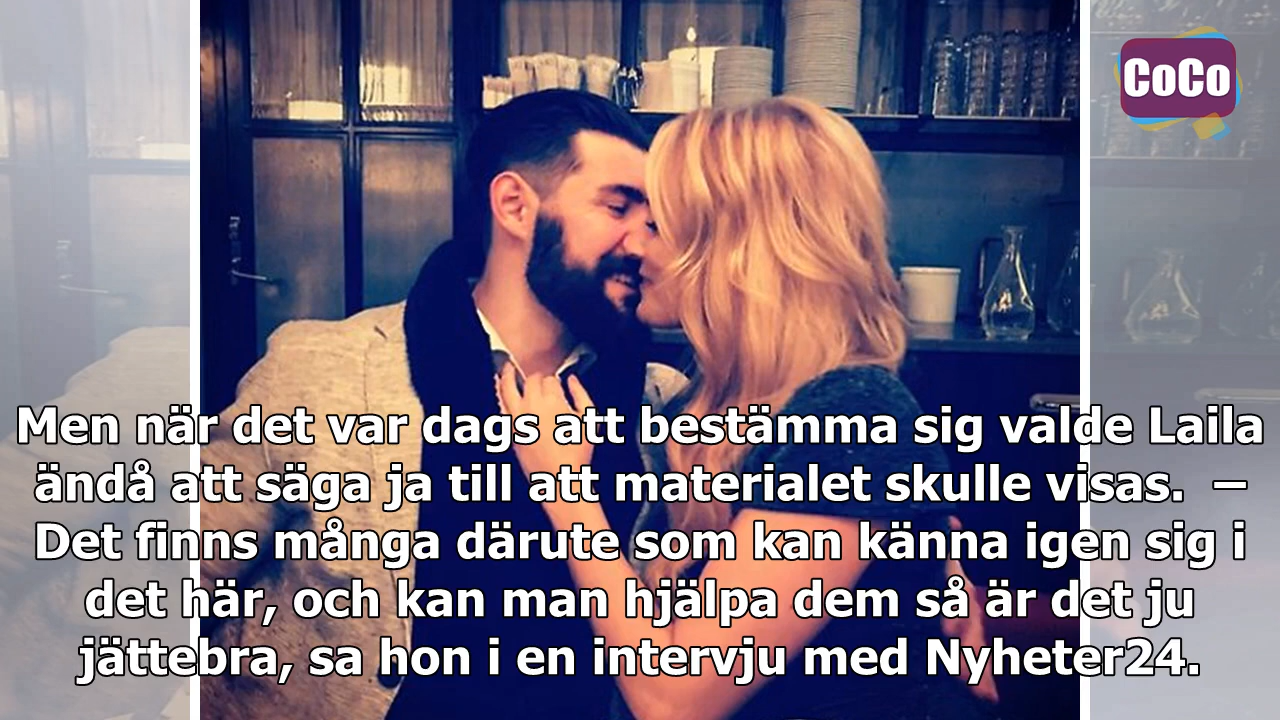 CoCo
Men när det var dags att bestämma sig valde Laila
ändå att säga ja till att materialet skulle visas.  –
Det finns många därute som kan känna igen sig i
det här, och kan man hjälpa dem så är det ju
jättebra, sa hon i en intervju med Nyheter24.